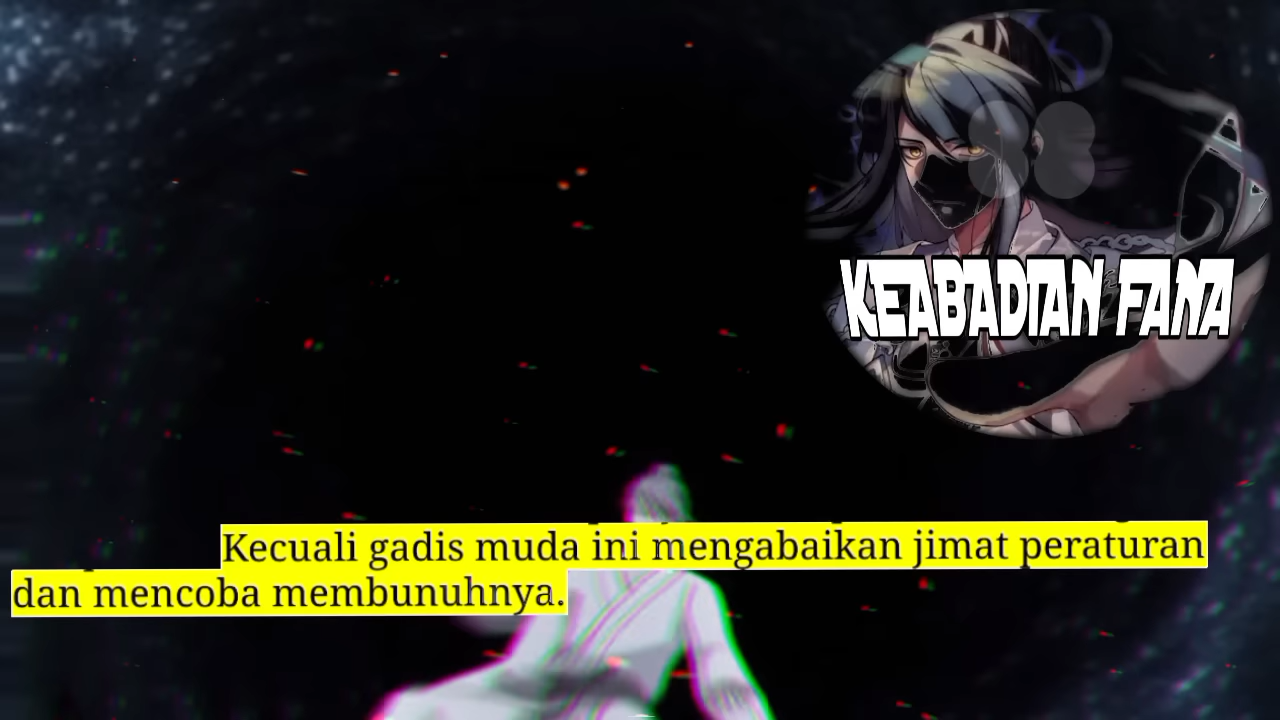 KEABADIAN FANA
Kecuali gadis muda ini mengabaikan jimat peraturan
dan mencoba membunuhnya.